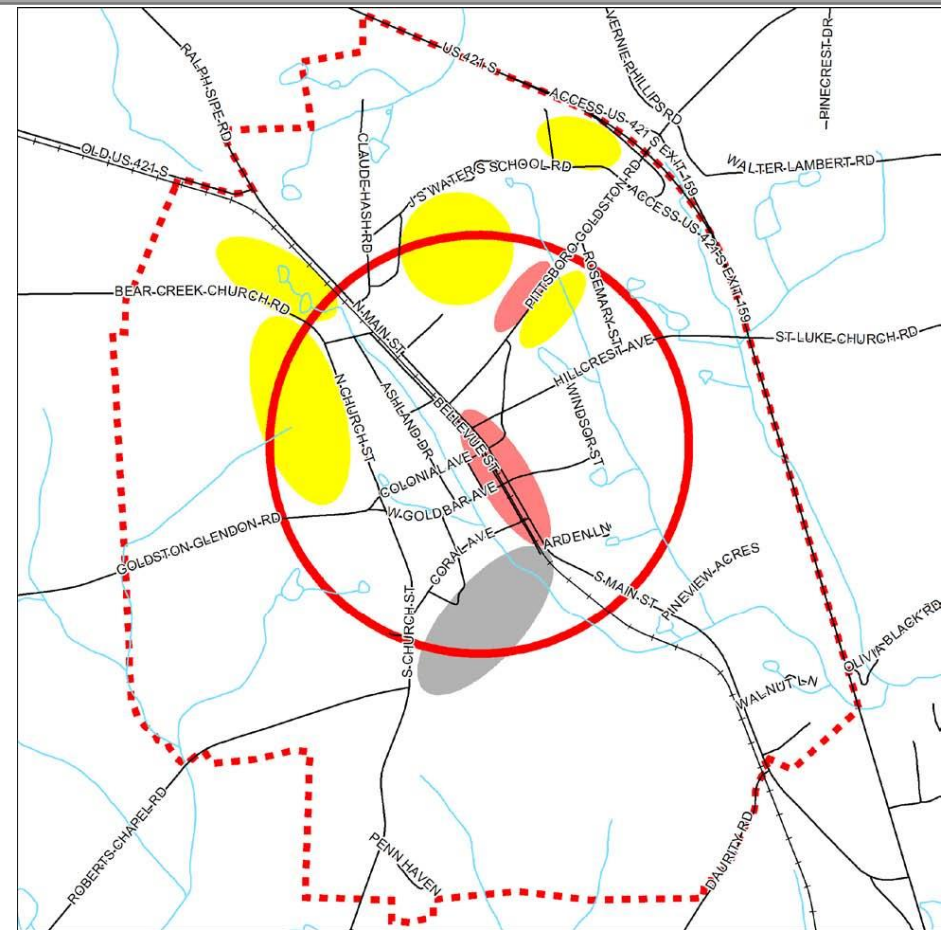 RALPH-SIPE-RD
US-421-S
VERNIE-PHILLIPS-RD
PINECREST-DR
ACCESS-US-421-S EXIT-159
OLD-US-421-S
CLAUDE-HASH-RD
J'S'WATER'S'SCHOOL-RD
WALTER-LAMBERT-RD
ACCESS-US-421-S EXIT-159
PITTSBORO-GOLDSTON-RD
ROSEMARY-ST
BEAR-CREEK-CHURCH-RD
N-MAIN-ST
HILLCREST-AVE
ST-LUKE-CHURCH-RD
N-CHURCH-ST
ASHLAND-DR
BELLEVUE-ST
WINDSOR-ST
COLONIAL-AVE
W-GOLDBAR-AVE
GOLDSTON-GLENDON-RD
CORAL-AVE
ARDEN-LN
S-MAIN-ST
PINEVIEW-ACRES
S-CHURCH-ST
OLIVIA-BLACK-RD
WALNUT-LN
ROBERTS-CHAPEL-RD
PENN HAVEN
DAURITY-RD